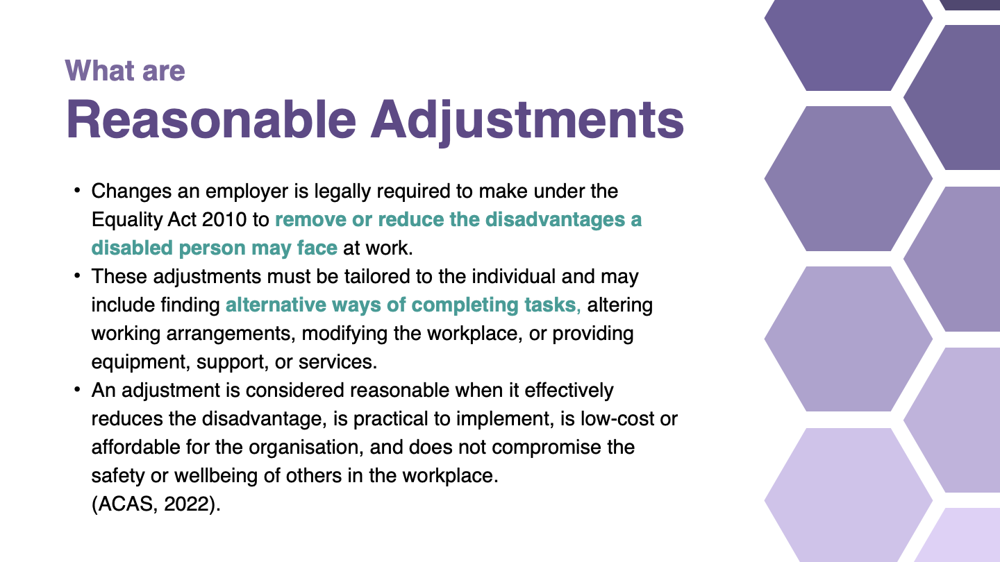 What are
Reasonable Adjustments
• Changes an employer is legally required to make under the
Equality Act 2010 to remove or reduce the disadvantages a
disabled person may face at work.
• These adjustments must be tailored to the individual and may
include finding alternative ways of completing tasks, altering
working arrangements, modifying the workplace, or providing
equipment, support, or services.
• An adjustment is considered reasonable when it effectively
reduces the disadvantage, is practical to implement, is low-cost or
affordable for the organisation, and does not compromise the
safety or wellbeing of others in the workplace.
(ACAS, 2022).